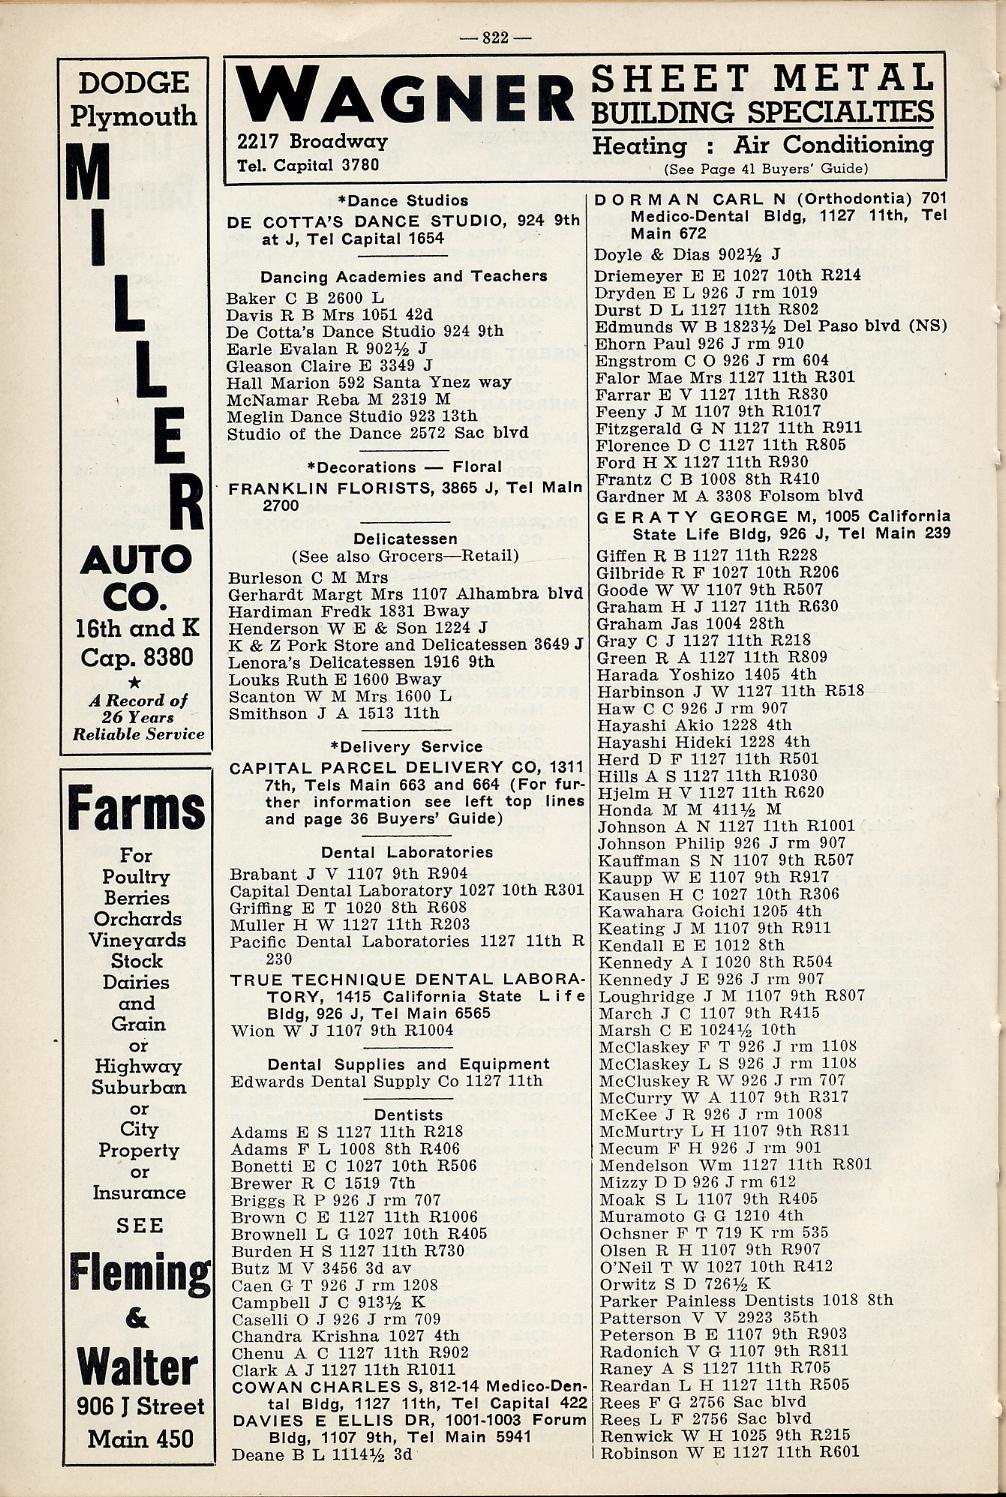 — 822 —
DODGE
Plymouth
MILLER
AUTO
CO.
16th and K
Cap. 8380
★
A Record of
26 Years
Reliable Service
Farms
For
Poultry
Berries
Orchards
Vineyards
Stock
Dairies
and
Grain
or
Highway
Suburban
or
City
Property
or
Insurance
SEE
Fleming
&
Walter
906 J Street
Main 450
WAGNER
2217 Broadway
Tel. Capital 3780
SHEET METAL
BUILDING SPECIALTIES
Heating : Air Conditioning
(See Page 41 Buyers' Guide)
*Dance Studios
DE COTTA'S DANCE STUDIO, 924 9th
at J, Tel Capital 1654
Dancing Academies and Teachers
Baker C B 2600 L
Davis R B Mrs 1051 42d
De Cotta's Dance Studio 924 9th
Earle Evalan R 902½ J
Gleason Claire E 3349 J
Hall Marion 592 Santa Ynez way
McNamar Reba M 2319 M
Meglin Dance Studio 923 13th
Studio of the Dance 2572 Sac blvd
*Decorations — Floral
FRANKLIN FLORISTS, 3865 J, Tel Main
2700
Delicatessen
(See also Grocers—Retail)
Burleson C M Mrs
Gerhardt Margt Mrs 1107 Alhambra blvd
Hardiman Fredk 1831 Bway
Henderson W E & Son 1224 J
K & Z Pork Store and Delicatessen 3649 J
Lenora's Delicatessen 1916 9th
Louks Ruth E 1600 Bway
Scanton W M Mrs 1600 L
Smithson J A 1513 11th
*Delivery Service
CAPITAL PARCEL DELIVERY CO, 1311
7th, Tels Main 663 and 664 (For fur-
ther information see left top lines
and page 36 Buyers' Guide)
Dental Laboratories
Brabant J V 1107 9th R904
Capital Dental Laboratory 1027 10th R301
Griffing E T 1020 8th R608
Muller H W 1127 11th R203
Pacific Dental Laboratories 1127 11th R
230
TRUE TECHNIQUE DENTAL LABORA-
TORY, 1415 California State Life
Bldg, 926 J, Tel Main 6565
Wion W J 1107 9th R1004
Dental Supplies and Equipment
Edwards Dental Supply Co 1127 11th
Dentists
Adams E S 1127 11th R218
Adams F L 1008 8th R406
Bonetti E C 1027 10th R506
Brewer R C 1519 7th
Briggs R P 926 J rm 707
Brown C E 1127 11th R1006
Brownell L G 1027 10th R405
Burden H S 1127 11th R730
Butz M V 3456 3d av
Caen G T 926 J rm 1208
Campbell J C 913½ K
Caselli O J 926 J rm 709
Chandra Krishna 1027 4th
Chenu A C 1127 11th R902
Clark A J 1127 11th R1011
COWAN CHARLES S, 812-14 Medico-Den-
tal Bldg, 1127 11th, Tel Capital 422
DAVIES E ELLIS DR, 1001-1003 Forum
Bldg, 1107 9th, Tel Main 5941
Deane B L 1114½ 3d
DORMAN CARL N (Orthodontia) 701
Medico-Dental Bldg, 1127 11th, Tel
Main 672
Doyle & Dias 902½ J
Driemeyer E E 1027 10th R214
Dryden E L 926 J rm 1019
Durst D L 1127 11th R802
Edmunds W B 1823½ Del Paso blvd (NS)
Ehorn Paul 926 J rm 910
Engstrom C O 926 J rm 604
Falor Mae Mrs 1127 11th R301
Farrar E V 1127 11th R830
Feeny J M 1107 9th R1017
Fitzgerald G N 1127 11th R911
Florence D C 1127 11th R805
Ford H X 1127 11th R930
Frantz C B 1008 8th R410
Gardner M A 3308 Folsom blvd
GERATY GEORGE M, 1005 California
State Life Bldg, 926 J, Tel Main 239
Giffen R B 1127 11th R228
Gilbride R F 1027 10th R206
Goode W W 1107 9th R507
Graham H J 1127 11th R630
Graham Jas 1004 28th
Gray C J 1127 11th R218
Green R A 1127 11th R809
Harada Yoshizo 1405 4th
Harbinson J W 1127 11th R518
Haw C C 926 J rm 907
Hayashi Akio 1228 4th
Hayashi Hideki 1228 4th
Herd D F 1127 11th R501
Hills A S 1127 11th R1030
Hjelm H V 1127 11th R620
Honda M M 411½ M
Johnson A N 1127 11th R1001
Johnson Philip 926 J rm 907
Kauffman S N 1107 9th R507
Kaupp W E 1107 9th R917
Kausen H C 1027 10th R306
Kawahara Goichi 1205 4th
Keating J M 1107 9th R911
Kendall E E 1012 8th
Kennedy A I 1020 8th R504
Kennedy J E 926 J rm 907
Loughridge J M 1107 9th R807
March J C 1107 9th R415
Marsh C E 1024½ 10th
McClaskey F T 926 J rm 1108
McClaskey L S 926 J rm 1108
McCluskey R W 926 J rm 707
McCurry W A 1107 9th R317
McKee J R 926 J rm 1008
McMurtry L H 1107 9th R811
Mecum F H 926 J rm 901
Mendelson Wm 1127 11th R801
Mizzy D D 926 J rm 612
Moak S L 1107 9th R405
Muramoto G G 1210 4th
Ochsner F T 719 K rm 535
Olsen R H 1107 9th R907
O'Neil T W 1027 10th R412
Orwitz S D 726½ K
Parker Painless Dentists 1018 8th
Patterson V V 2923 35th
Peterson B E 1107 9th R903
Radonich V G 1107 9th R811
Raney A S 1127 11th R705
Reardan L H 1127 11th R505
Rees F G 2756 Sac blvd
Rees L F 2756 Sac blvd
Renwick W H 1025 9th R215
Robinson W E 1127 11th R601